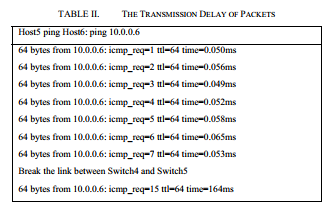 TABLE II. THE TRANSMISSION DELAY OF PACKETS
Host5 ping Host6: ping 10.0.0.6
64 bytes from 10.0.0.6: icmp_req=1 ttl=64 time=0.050ms
64 bytes from 10.0.0.6: icmp_req=2 ttl=64 time=0.056ms
64 bytes from 10.0.0.6: icmp_req=3 ttl=64 time=0.049ms
64 bytes from 10.0.0.6: icmp_req=4 ttl=64 time=0.052ms
64 bytes from 10.0.0.6: icmp_req=5 ttl=64 time=0.058ms
64 bytes from 10.0.0.6: icmp_req=6 ttl=64 time=0.065ms
64 bytes from 10.0.0.6: icmp_req=7 ttl=64 time=0.053ms
Break the link between Switch4 and Switch5
64 bytes from 10.0.0.6: icmp_req=15 ttl=64 time=164ms